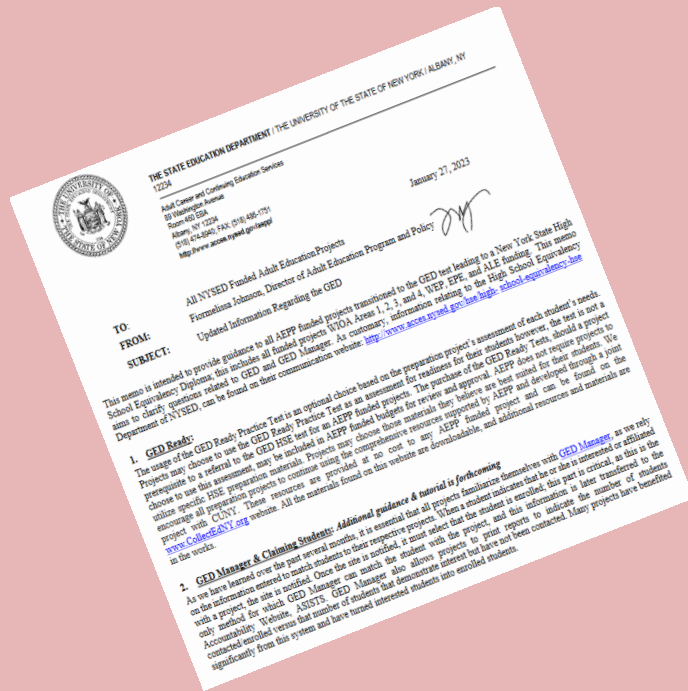 THE STATE EDUCATION DEPARTMENT / THE UNIVERSITY OF THE STATE OF NEW YORK / ALBANY, NY
12234
Adult Career and Continuing Education Services
89 Washington Avenue
Room 460 EBA
Albany, NY 12234
(518) 474-8940; FAX: (518) 486-1751
http://www.acces.nysed.gov/aepp/
January 27, 2023
TO: All NYSED Funded Adult Education Projects
FROM: Fiormelissa Johnson, Director of Adult Education Program and Policy
SUBJECT: Updated Information Regarding the GED
This memo is intended to provide guidance to all AEPP funded projects transitioned to the GED test leading to a New York State High
School Equivalency Diploma; this includes all funded projects WIOA Areas 1, 2, 3, and 4, WEP, EPE, and ALE funding. This memo
aims to clarify questions related to GED and GED Manager. As customary, information relating to the High School Equivalency
Department of NYSED, can be found on their communication website: http://www.acces.nysed.gov/hse/high- school-equivalency-hse
1. GED Ready:
The usage of the GED Ready Practice Test is an optional choice based on the preparation project's assessment of each student's needs.
Projects may choose to use the GED Ready Practice Test as an assessment for readiness for their students however, the test is not a
prerequisite to a referral to the GED HSE test for an AEPP funded projects. The purchase of the GED Ready Tests, should a project
choose to use this assessment, may be included in AEPP funded budgets for review and approval. AEPP does not require projects to
utilize specific HSE preparation materials. Projects may choose those materials they believe are best suited for their students. We
encourage all preparation projects to continue using the comprehensive resources supported by AEPP and developed through a joint
project with CUNY. These resources are provided at no cost to any AEPP funded project and can be found on the
www.CollectEdNY.org website. All the materials found on this website are downloadable, and additional resources and materials are
in the works.
2. GED Manager & Claiming Students: Additional guidance & tutorial is forthcoming
As we have learned over the past several months, it is essential that all projects familiarize themselves with GED Manager, as we rely
on the information entered to match students to their respective projects. When a student indicates that he or she is interested or affiliated
with a project, the site is notified. Once the site is notified, it must select that the student is enrolled; this part is critical, as this is the
only method for which GED Manager can match the student with the project, and this information is later transferred to the
Accountability Website, ASISTS. GED Manager also allows projects to print reports to indicate the number of students
contacted/enrolled versus that number of students that demonstrate interest but have not been contacted. Many projects have benefited
significantly from this system and have turned interested students into enrolled students.